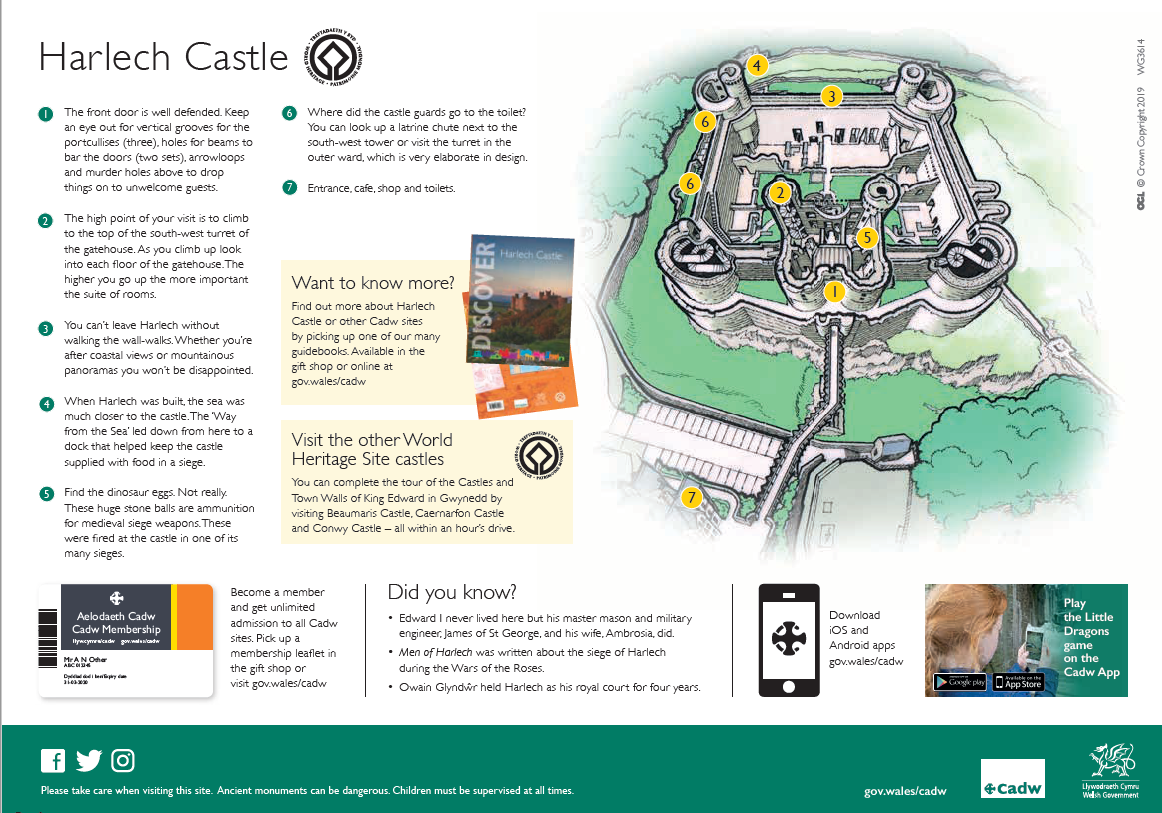 Harlech Castle
TREFTADAETH Y BYD • WORLD HERITAGE • PATRIMOINE MONDIAL
1 The front door is well defended. Keep
an eye out for vertical grooves for the
portcullises (three), holes for beams to
bar the doors (two sets), arrowloops
and murder holes above to drop
things on to unwelcome guests.
2 The high point of your visit is to climb
to the top of the south-west turret of
the gatehouse. As you climb up look
into each floor of the gatehouse. The
higher you go up the more important
the suite of rooms.
3 You can't leave Harlech without
walking the wall-walks. Whether you're
after coastal views or mountainous
panoramas you won't be disappointed.
4 When Harlech was built, the sea was
much closer to the castle. The 'Way
from the Sea' led down from here to a
dock that helped keep the castle
supplied with food in a siege.
5 Find the dinosaur eggs. Not really.
These huge stone balls are ammunition
for medieval siege weapons. These
were fired at the castle in one of its
many sieges.
6 Where did the castle guards go to the toilet?
You can look up a latrine chute next to the
south-west tower or visit the turret in the
outer ward, which is very elaborate in design.
7 Entrance, cafe, shop and toilets.
Want to know more?
Find out more about Harlech
Castle or other Cadw sites
by picking up one of our many
guidebooks. Available in the
gift shop or online at
gov.wales/cadw
DISCOVER
Harlech Castle
Visit the other World
Heritage Site castles
You can complete the tour of the Castles and
Town Walls of King Edward in Gwynedd by
visiting Beaumaris Castle, Caernarfon Castle
and Conwy Castle – all within an hour's drive.
4
3
6
6
2
5
1
7
OGL © Crown Copyright 2019 WG3614
Aelodaeth Cadw
Cadw Membership
llyw.cymru/cadw gov.wales/cadw
Mr A N Other
ABC 012345
Dyddiad dod i ben/Expiry date
31-03-2020
Become a member
and get unlimited
admission to all Cadw
sites. Pick up a
membership leaflet in
the gift shop or
visit gov.wales/cadw
Did you know?
• Edward I never lived here but his master mason and military
engineer, James of St George, and his wife, Ambrosia, did.
• Men of Harlech was written about the siege of Harlech
during the Wars of the Roses.
• Owain Glyndŵr held Harlech as his royal court for four years.
Download
iOS and
Android apps
gov.wales/cadw
Play
the Little
Dragons
game
on the
Cadw App
Google play
Available on the
App Store
Please take care when visiting this site. Ancient monuments can be dangerous. Children must be supervised at all times.
gov.wales/cadw
Cadw
Llywodraeth Cymru
Welsh Government